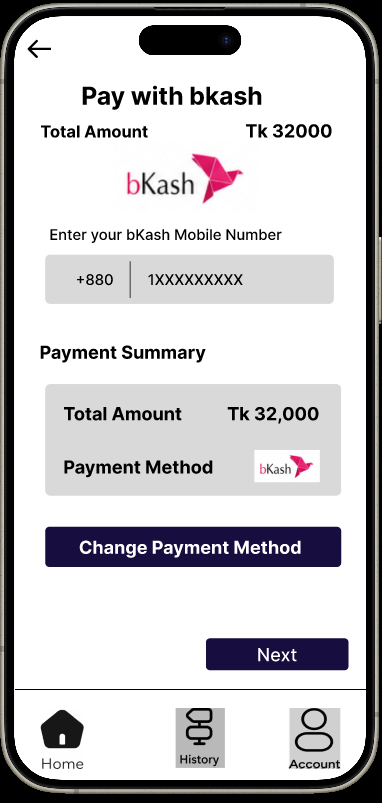 Pay with bkash
Total Amount Tk 32000
bKash
Enter your bKash Mobile Number
+880 1XXXXXXXXX
Payment Summary
Total Amount Tk 32,000
Payment Method bKash
Change Payment Method
Next
Home History Account